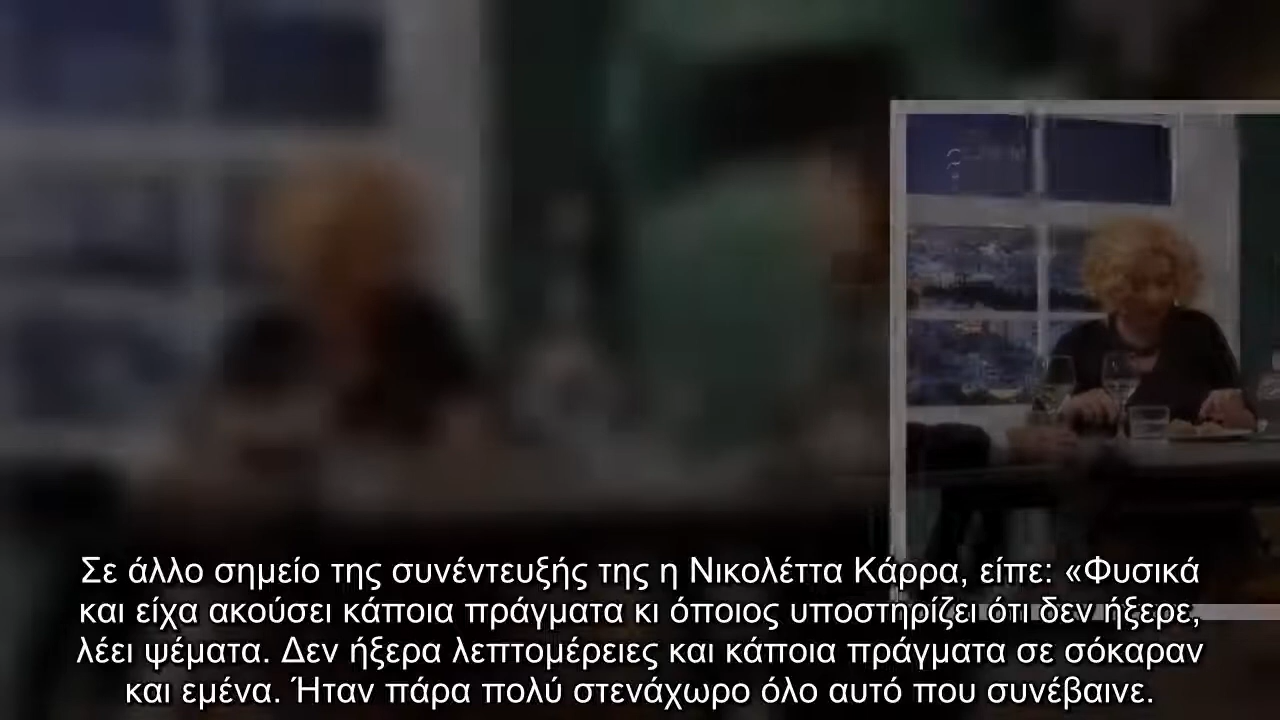 Σε άλλο σημείο της συνέντευξής της η Νικολέττα Κάρρα, είπε: «Φυσικά
και είχα ακούσει κάποια πράγματα κι όποιος υποστηρίζει ότι δεν ήξερε,
λέει ψέματα. Δεν ήξερα λεπτομέρειες και κάποια πράγματα σε σόκαραν
και εμένα. Ήταν πάρα πολύ στενάχωρο όλο αυτό που συνέβαινε.